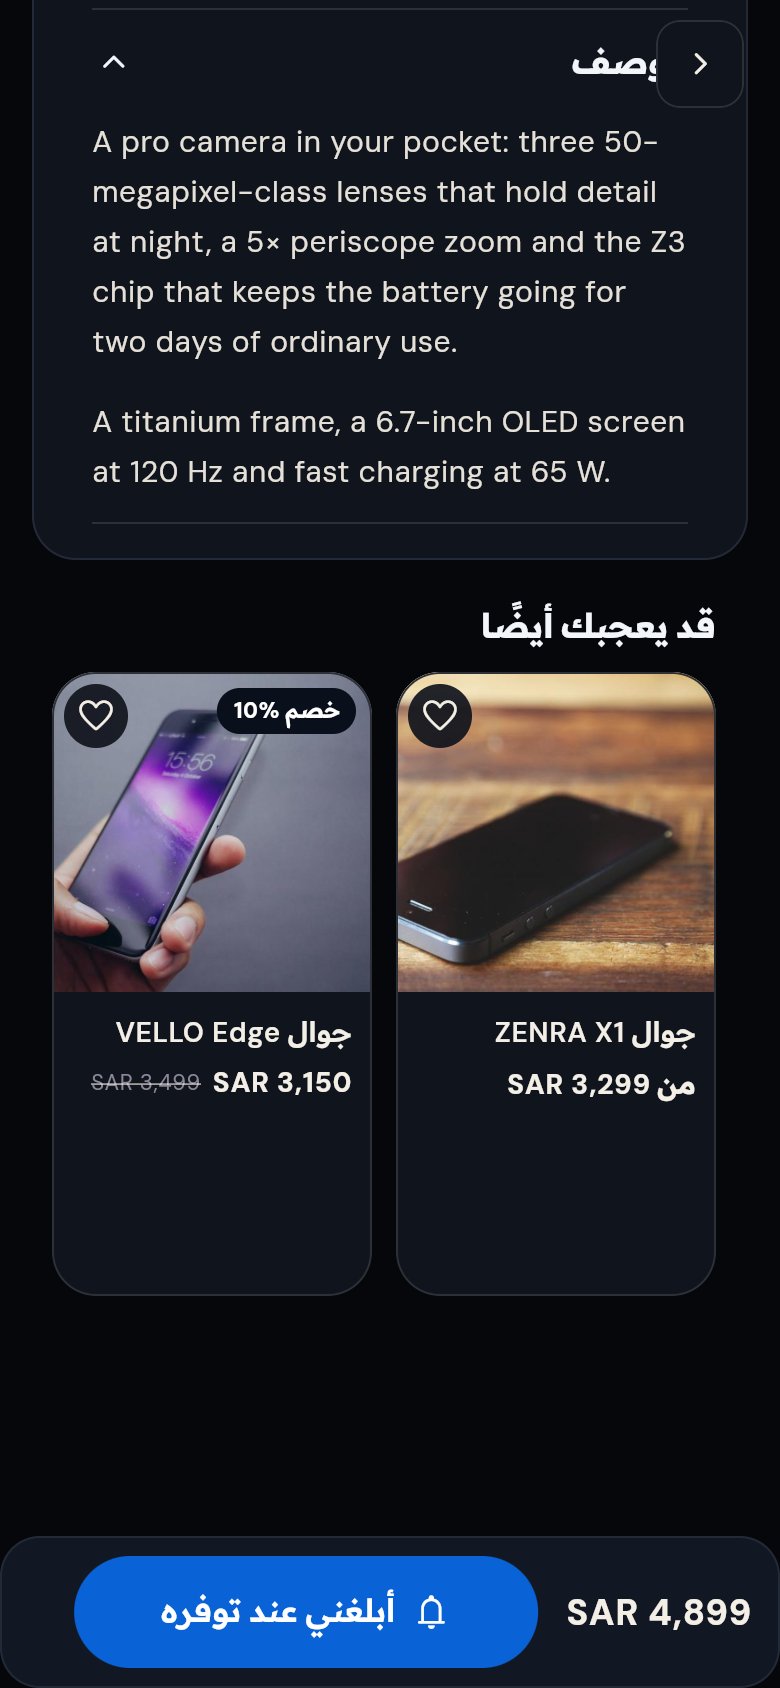 وصف
A pro camera in your pocket: three 50-
megapixel-class lenses that hold detail
at night, a 5× periscope zoom and the Z3
chip that keeps the battery going for
two days of ordinary use.
A titanium frame, a 6.7-inch OLED screen
at 120 Hz and fast charging at 65 W.
قد يعجبك أيضًا
جوال ZENRA X1
من SAR 3,299
خصم 10%
15:56
جوال VELLO Edge
SAR 3,150 SAR 3,499
SAR 4,899
أبلغني عند توفره